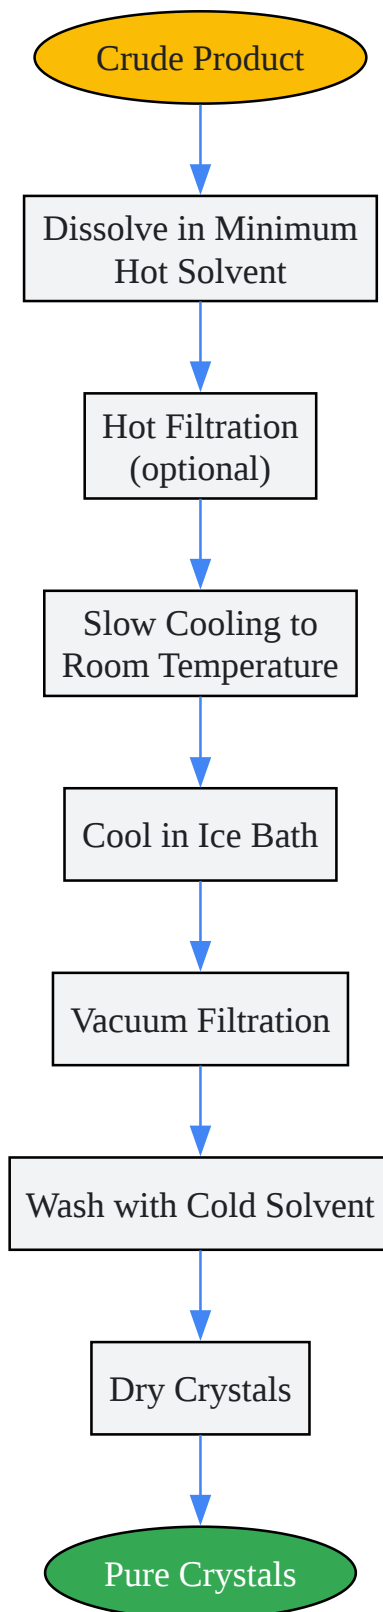 Crude Product
Dissolve in Minimum
Hot Solvent
Hot Filtration
(optional)
Slow Cooling to
Room Temperature
Cool in Ice Bath
Vacuum Filtration
Wash with Cold Solvent
Dry Crystals
Pure Crystals